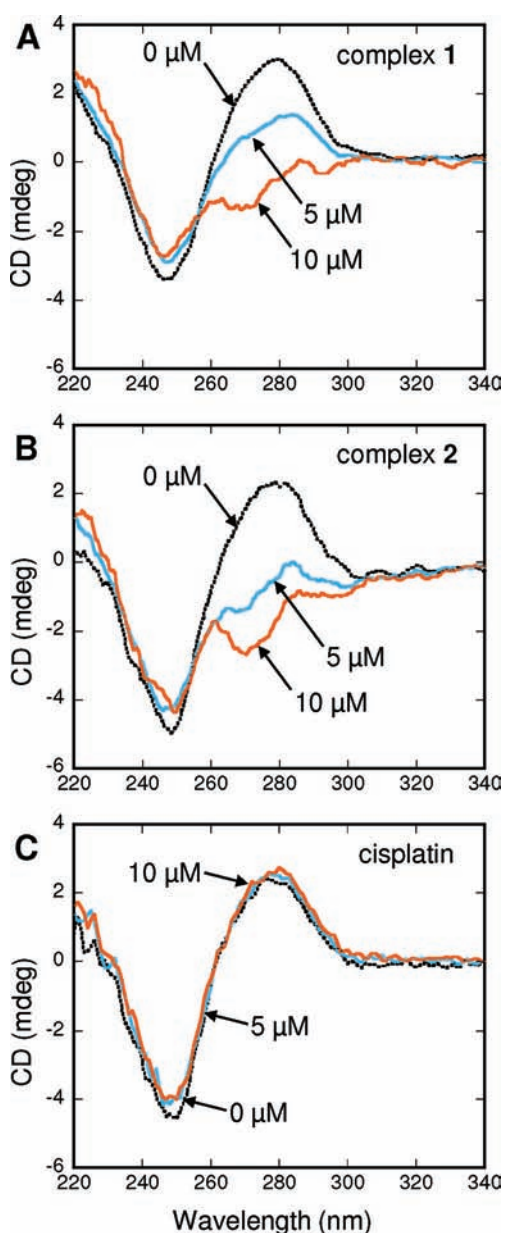 A
complex 1
4
2
0
-2
-4
-6
CD (mdeg)
0 μM
5 μM
10 μM
220 240 260 280 300 320 340
B
complex 2
4
2
0
-2
-4
-6
CD (mdeg)
0 μM
5 μM
10 μM
220 240 260 280 300 320 340
C
cisplatin
4
2
0
-2
-4
-6
CD (mdeg)
10 μM
5 μM
0 μM
220 240 260 280 300 320 340
Wavelength (nm)